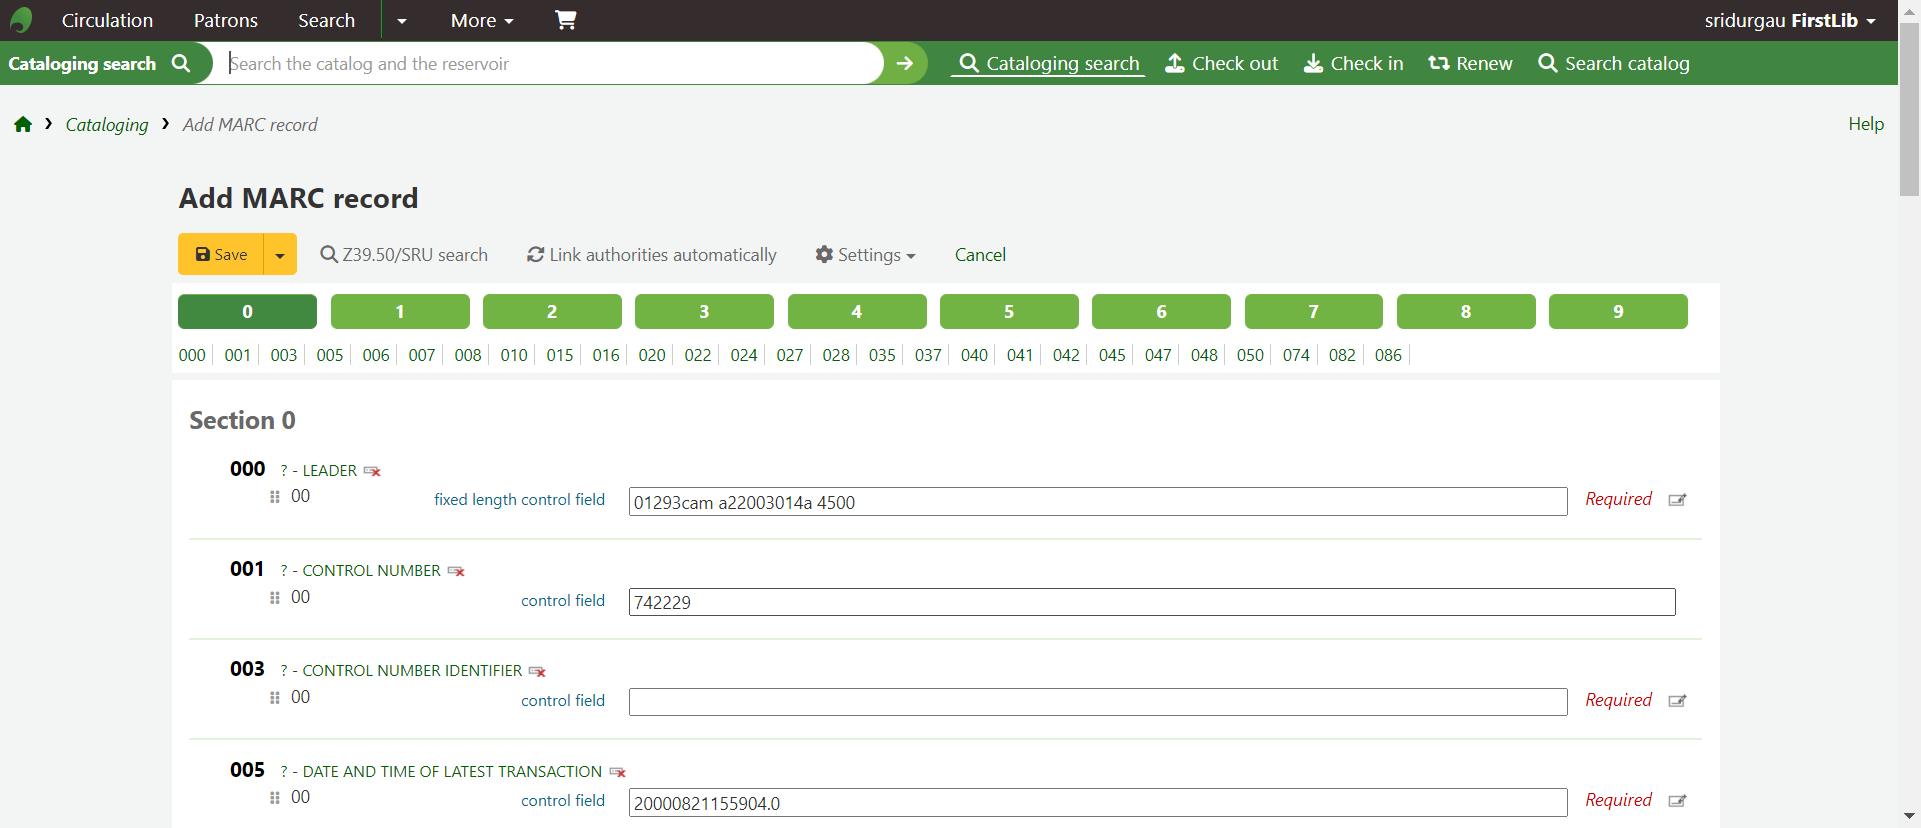 Circulation Patrons Search More sridurgau FirstLib
Cataloging search Search the catalog and the reservoir Cataloging search Check out Check in Renew Search catalog
Cataloging Add MARC record Help
Add MARC record
Save Z39.50/SRU search Link authorities automatically Settings Cancel
0 1 2 3 4 5 6 7 8 9
000 001 003 005 006 007 008 010 015 016 020 022 024 027 028 035 037 040 041 042 045 047 048 050 074 082 086
Section 0
000 ? - LEADER
00 fixed length control field 01293cam a22003014a 4500 Required
001 ? - CONTROL NUMBER
00 control field 742229
003 ? - CONTROL NUMBER IDENTIFIER
00 control field Required
005 ? - DATE AND TIME OF LATEST TRANSACTION
00 control field 20000821155904.0 Required